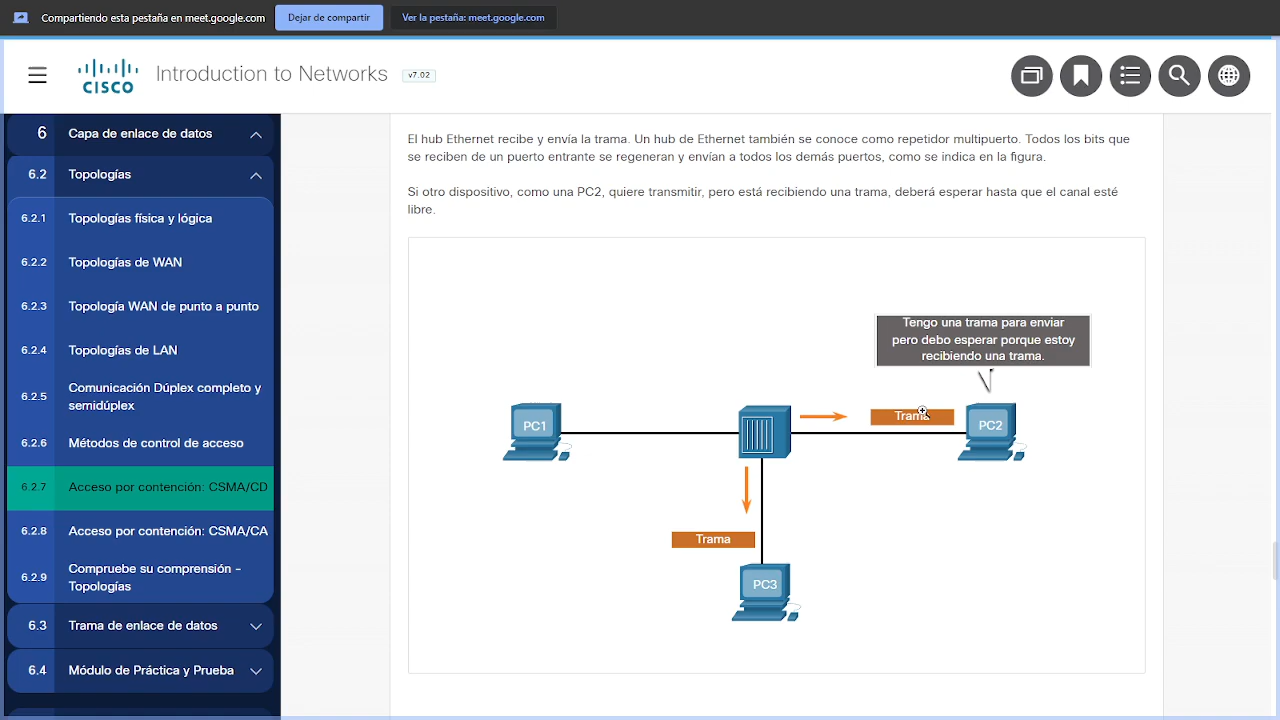 Compartiendo esta pestaña en meet.google.com
Dejar de compartir
Ver la pestaña: meet.google.com
CISCO
Introduction to Networks
v7.02
6 Capa de enlace de datos
6.2 Topologías
6.2.1 Topologías física y lógica
6.2.2 Topologías de WAN
6.2.3 Topología WAN de punto a punto
6.2.4 Topologías de LAN
6.2.5 Comunicación Dúplex completo y
semidúplex
6.2.6 Métodos de control de acceso
6.2.7 Acceso por contención: CSMA/CD
6.2.8 Acceso por contención: CSMA/CA
6.2.9 Compruebe su comprensión -
Topologías
6.3 Trama de enlace de datos
6.4 Módulo de Práctica y Prueba
El hub Ethernet recibe y envía la trama. Un hub de Ethernet también se conoce como repetidor multipuerto. Todos los bits que
se reciben de un puerto entrante se regeneran y envían a todos los demás puertos, como se indica en la figura.
Si otro dispositivo, como una PC2, quiere transmitir, pero está recibiendo una trama, deberá esperar hasta que el canal esté
libre.
Tengo una trama para enviar
pero debo esperar porque estoy
recibiendo una trama.
Trama
PC1
PC2
Trama
PC3